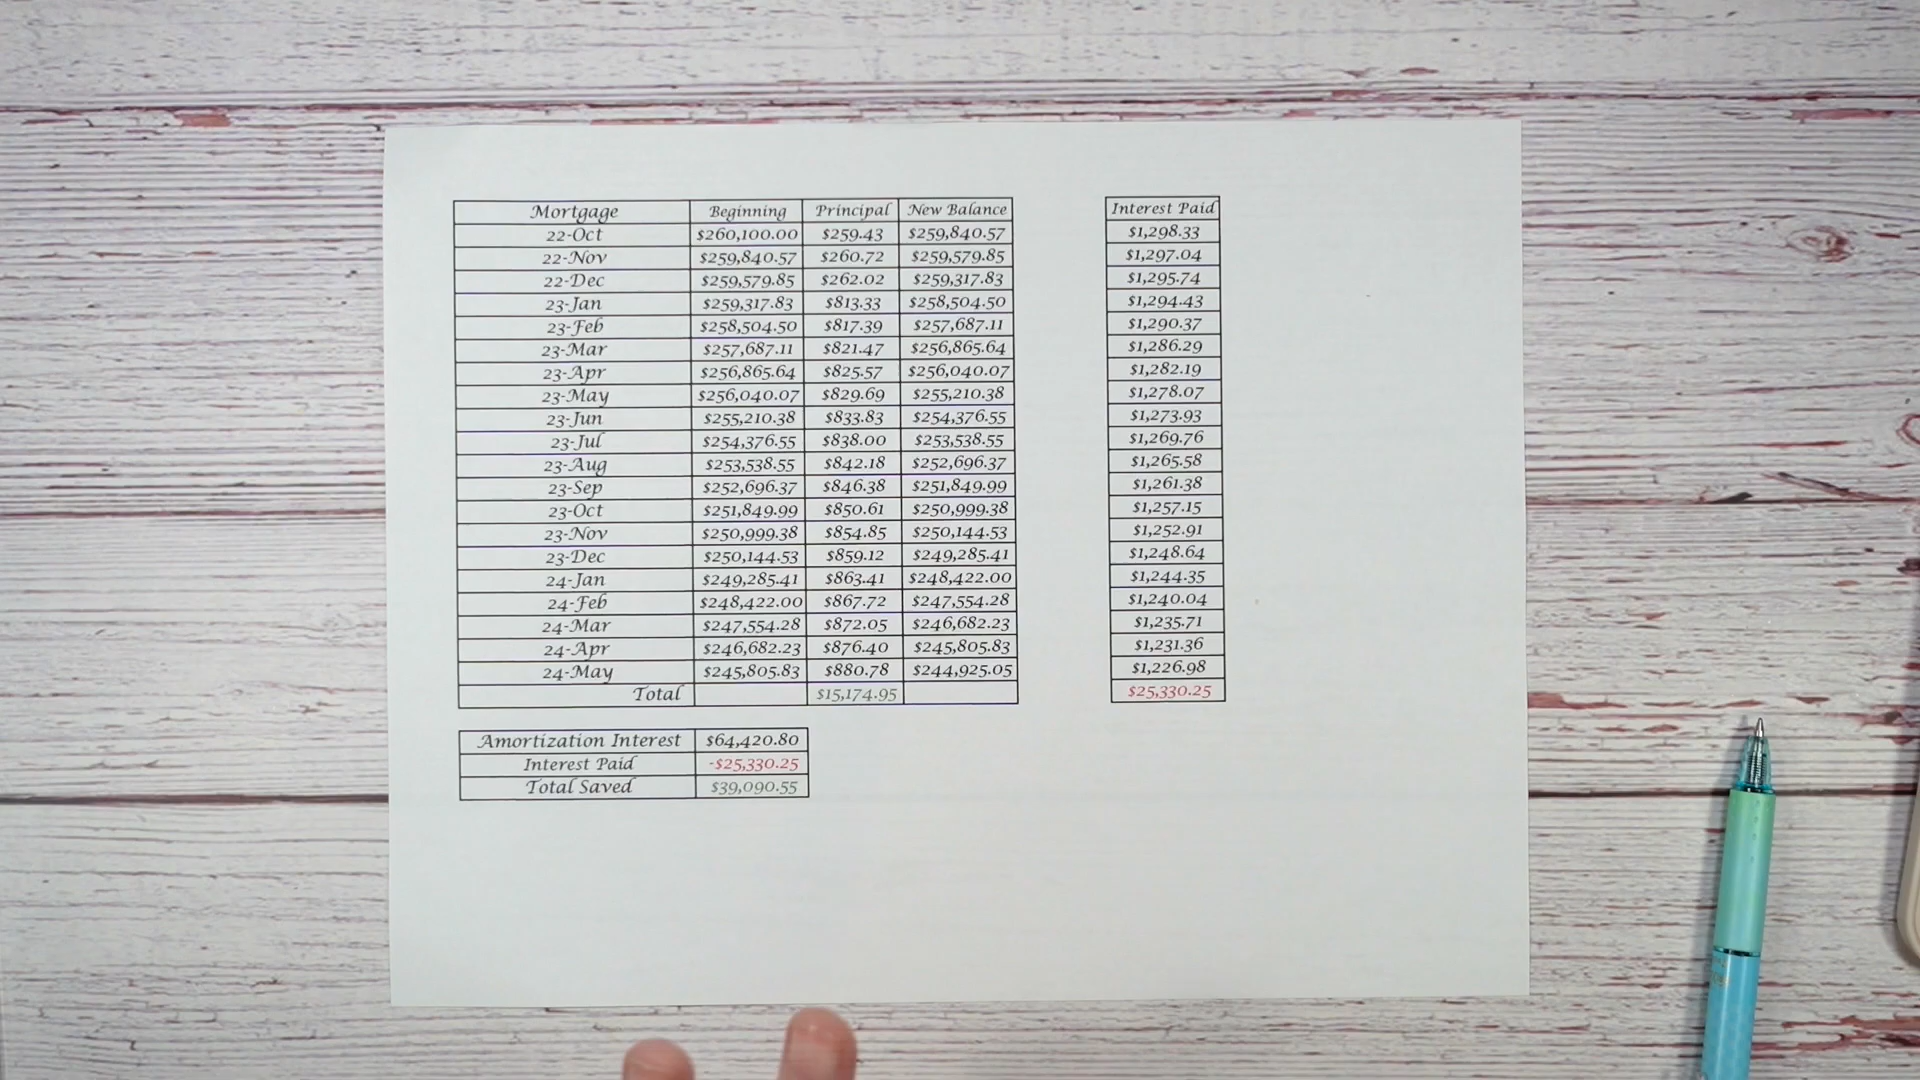 Mortgage Beginning Principal New Balance Interest Paid
22-Oct $260,100.00 $259.43 $259,840.57 $1,298.33
22-Nov $259,840.57 $260.72 $259,579.85 $1,297.04
22-Dec $259,579.85 $262.02 $259,317.83 $1,295.74
23-Jan $259,317.83 $813.33 $258,504.50 $1,294.43
23-Feb $258,504.50 $817.39 $257,687.11 $1,290.37
23-Mar $257,687.11 $821.47 $256,865.64 $1,286.29
23-Apr $256,865.64 $825.57 $256,040.07 $1,282.19
23-May $256,040.07 $829.69 $255,210.38 $1,278.07
23-Jun $255,210.38 $833.83 $254,376.55 $1,273.93
23-Jul $254,376.55 $838.00 $253,538.55 $1,269.76
23-Aug $253,538.55 $842.18 $252,696.37 $1,265.58
23-Sep $252,696.37 $846.38 $251,849.99 $1,261.38
23-Oct $251,849.99 $850.61 $250,999.38 $1,257.15
23-Nov $250,999.38 $854.85 $250,144.53 $1,252.91
23-Dec $250,144.53 $859.12 $249,285.41 $1,248.64
24-Jan $249,285.41 $863.41 $248,422.00 $1,244.35
24-Feb $248,422.00 $867.72 $247,554.28 $1,240.04
24-Mar $247,554.28 $872.05 $246,682.23 $1,235.71
24-Apr $246,682.23 $876.40 $245,805.83 $1,231.36
24-May $245,805.83 $880.78 $244,925.05 $1,226.98
Total $15,174.95 $25,330.25
Amortization Interest $64,420.80
Interest Paid -$25,330.25
Total Saved $39,090.55